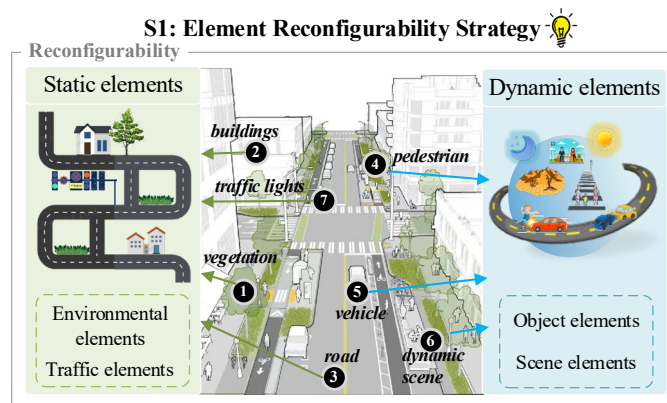 S1: Element Reconfigurability Strategy
Reconfigurability
Static elements
Environmental
elements
Traffic elements
buildings
2
4
pedestrian
traffic lights
7
vegetation
1
5
vehicle
6
road
3
dynamic
scene
Dynamic elements
Object elements
Scene elements